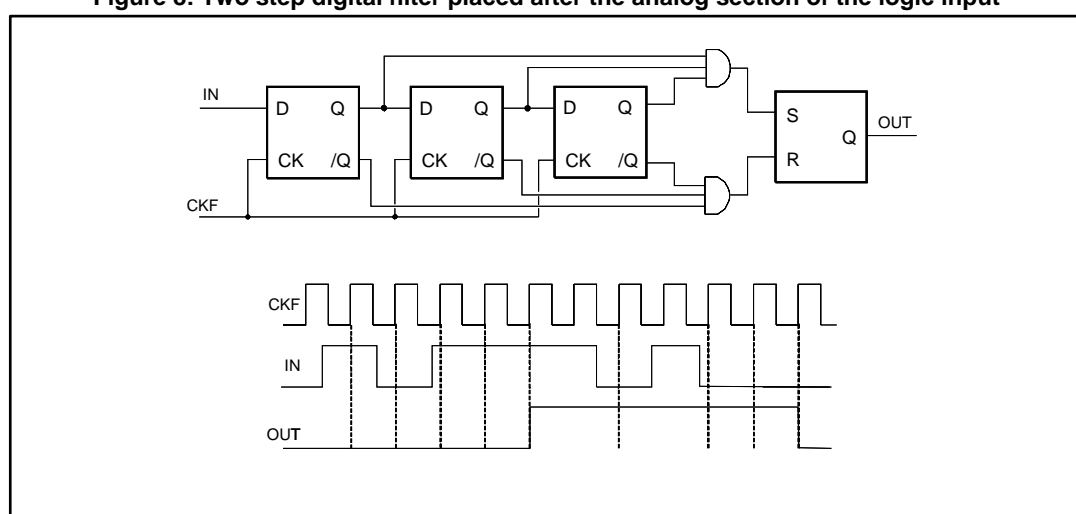 Figure 8. Two step digital filter placed after the analog section of the logic input
IN
D Q
CK /Q
D Q
CK /Q
D Q
CK /Q
S
R
Q
OUT
CKF
CKF
IN
OUT